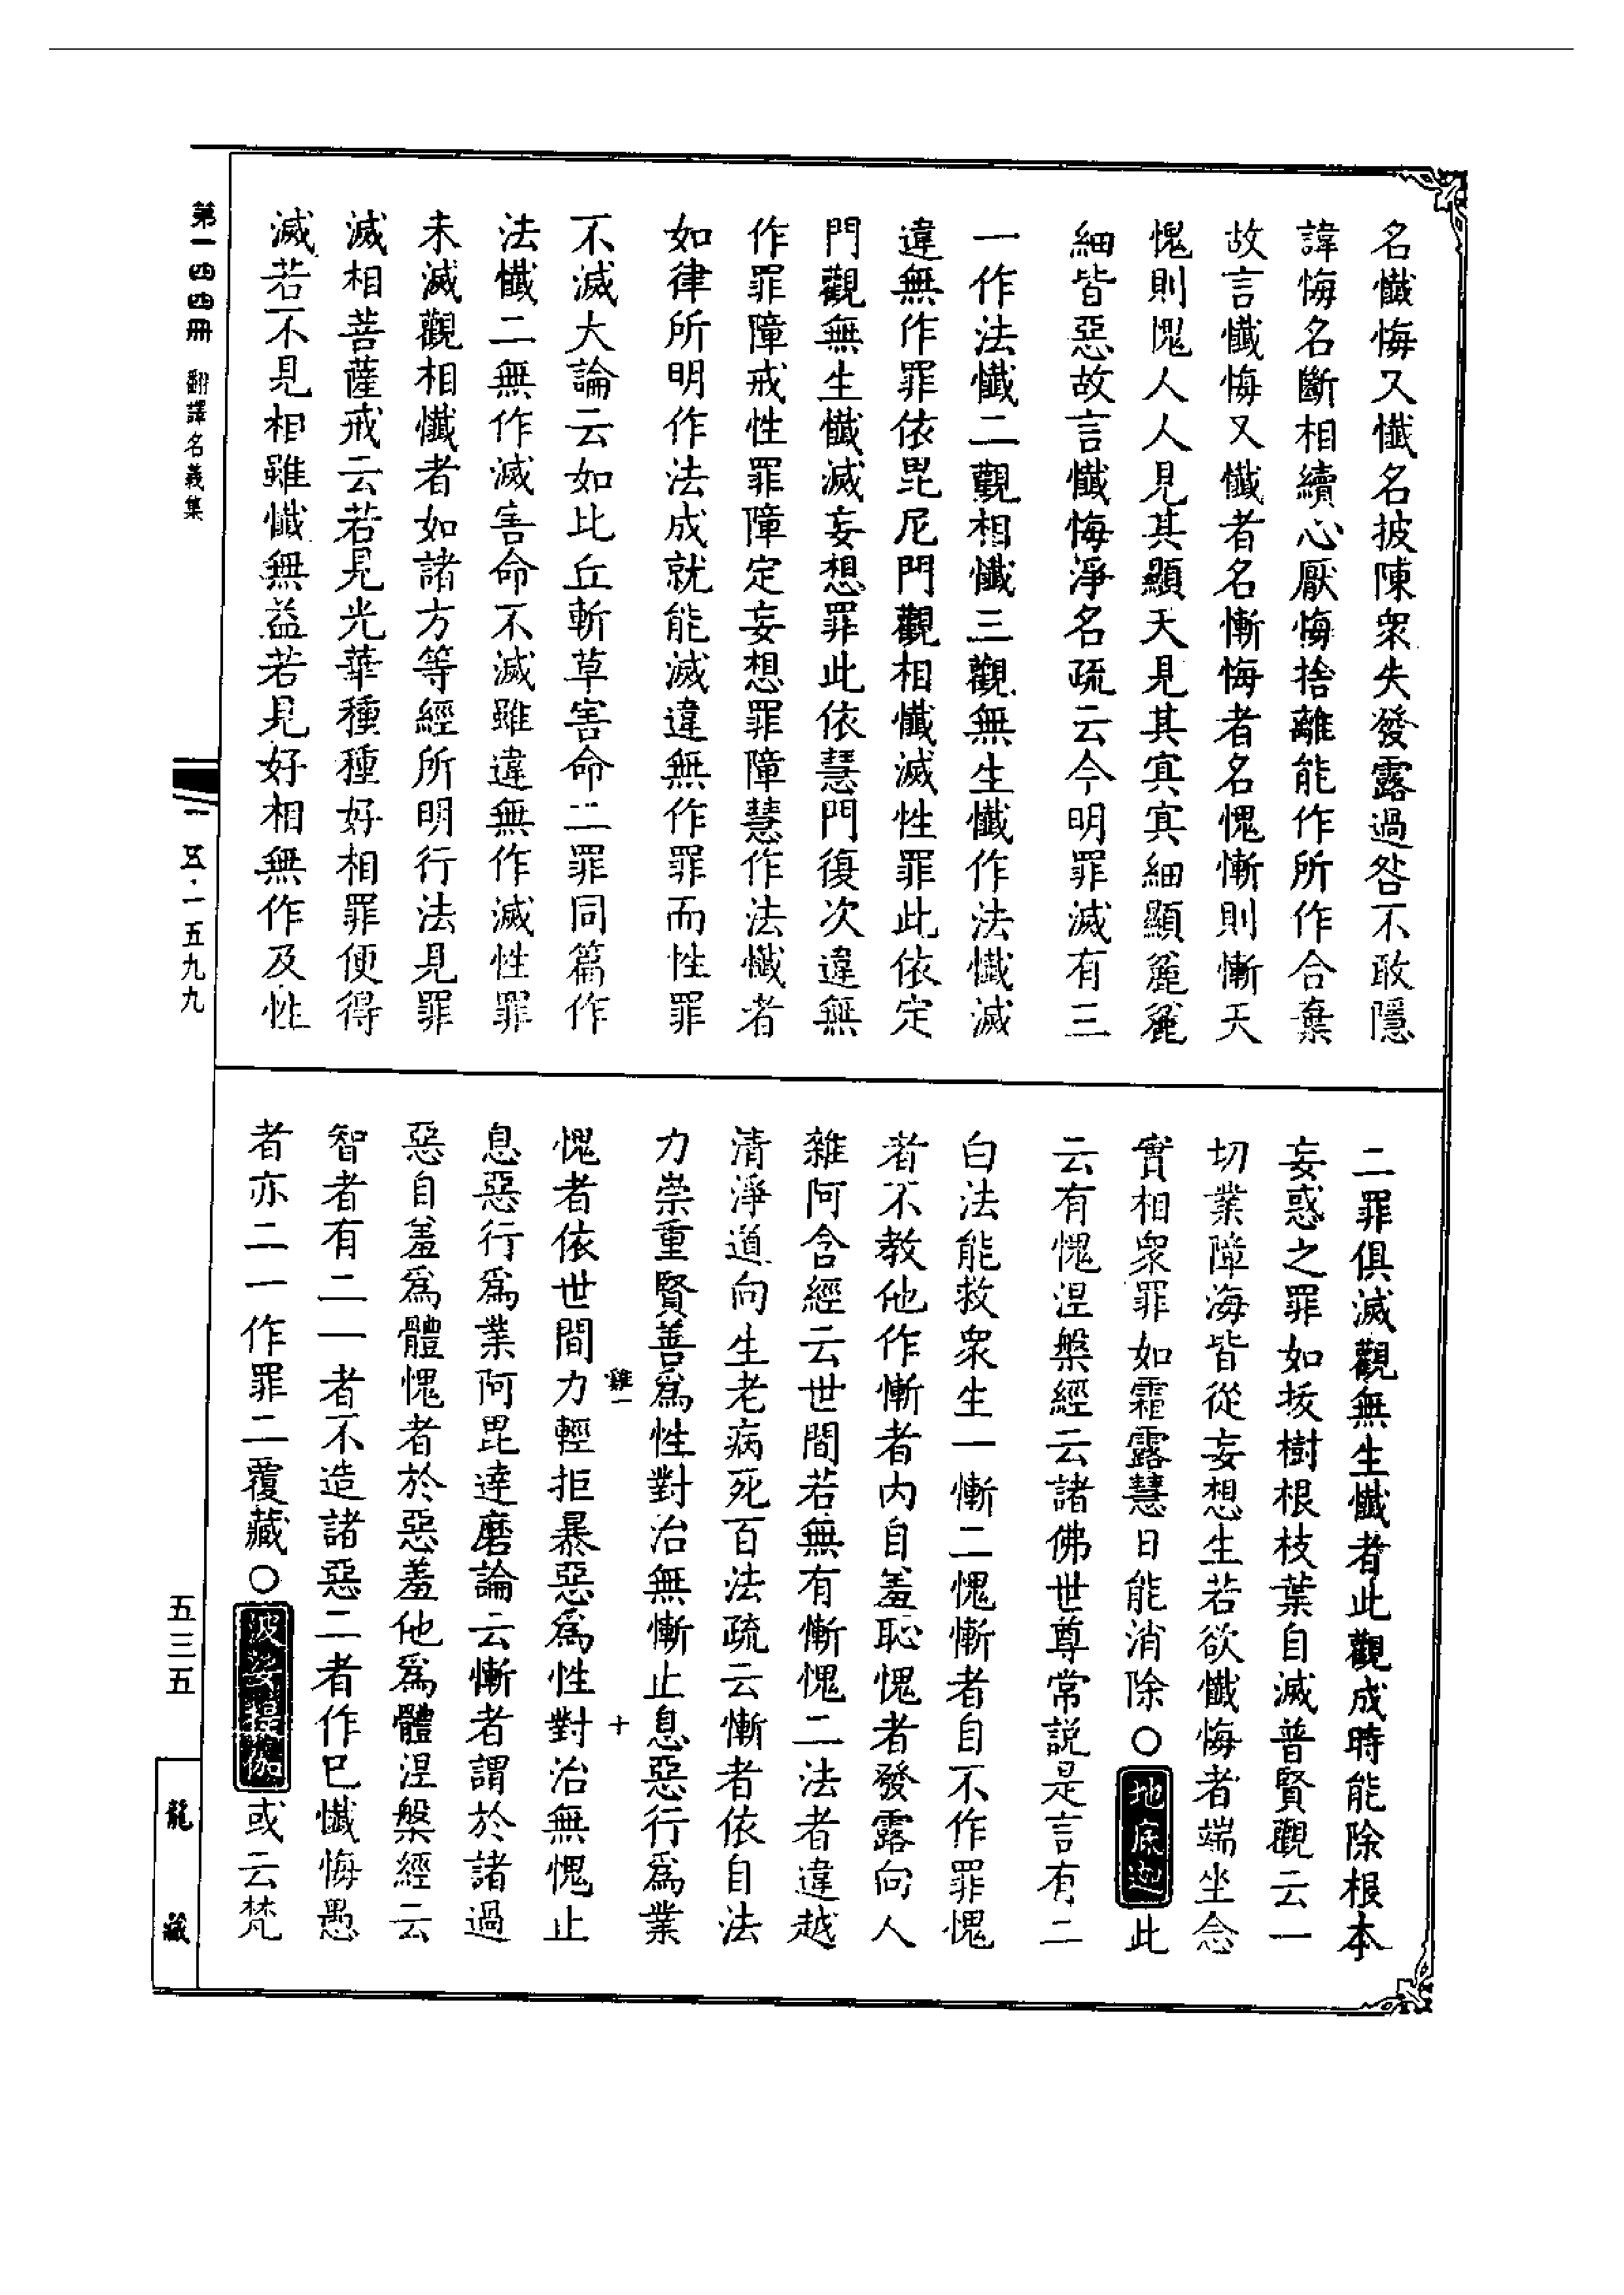 名懺悔又懺名披陳衆失發露過咎不敢隱
諱悔名斷相續心厭悔捨離能作所作合棄
故言懺悔又懺者名慚悔者名愧慚則慚天
愧則愧人人見其顯天見其冥冥細顯麤麤
細皆惡故言懺悔淨名疏云今明罪滅有三
一作法懺二觀相懺三觀無生懺作法懺滅
違無作罪依毘尼門觀相懺滅性罪此依定
門觀無生懺滅妄想罪此依慧門復次違無
作罪障戒性罪障定妄想罪障慧作法懺者
如律所明作法成就能滅違無作罪而性罪
不滅大論云如比丘斬草害命二罪同篇作
法懺二無作滅害命不滅雖違無作滅性罪
未滅觀相懺者如諸方等經所明行法見罪
滅相菩薩戒云若見光華種種好相罪便得
滅若不見相雖懺無益若見好相無作及性
二罪俱滅觀無生懺者此觀成時能除根本
妄惑之罪如拔樹根枝葉自滅普賢觀云一
切業障海皆從妄想生若欲懺悔者端坐念
實相衆罪如霜露慧日能消除○地底迦此
云有愧涅槃經云諸佛世尊常說是言有二
白法能救衆生一慚二愧慚者自不作罪愧
者不教他作慚者內自羞恥愧者發露向人
雜阿含經云世間若無有慚愧二法者違越
清淨道向生老病死百法疏云慚者依自法
力崇重賢善爲性對治無慚止息惡行爲業
雞一 十
愧者依世間力輕拒暴惡爲性對治無愧止
息惡行爲業阿毘達磨論云慚者謂於諸過
惡自羞爲體愧者於惡羞他爲體涅槃經云
智者有二一者不造諸惡二者作已懺悔愚
者亦二一作罪二覆藏○波婆提伽或云梵
第一四四冊 翻譯名義集
二五·一五九九
五三五
龍藏